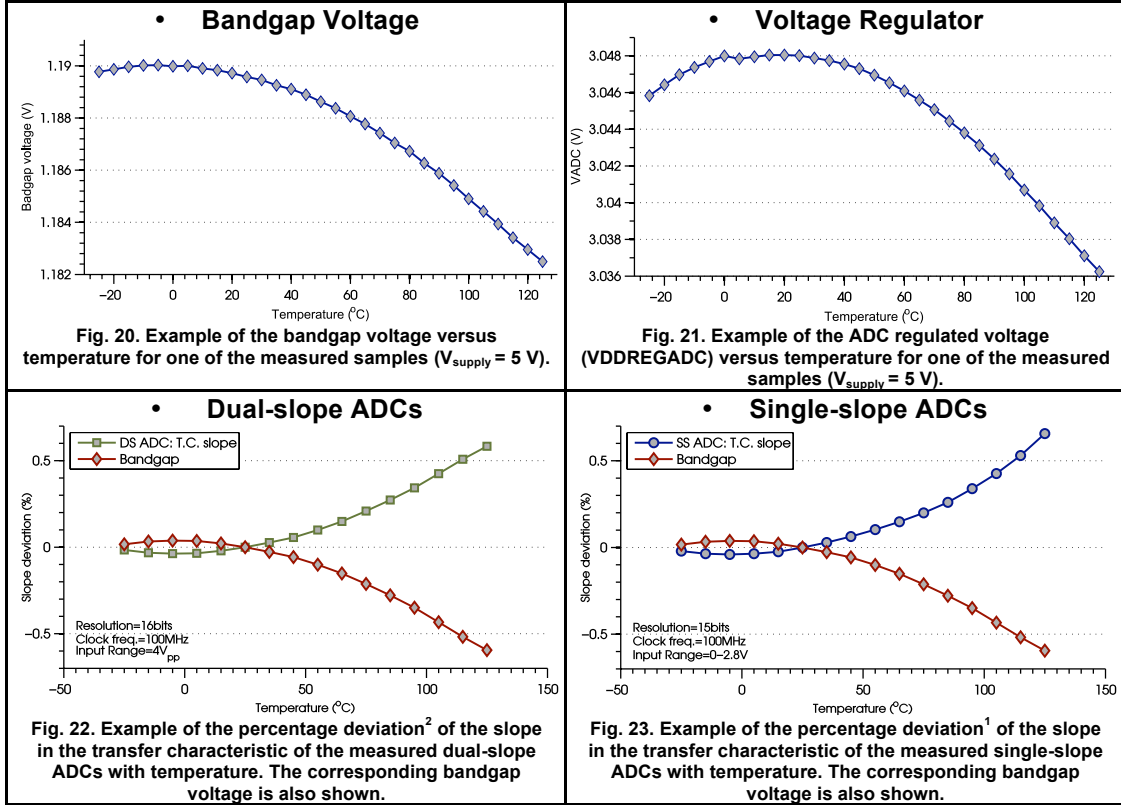 • Bandgap Voltage
1.19
1.188
1.186
1.184
1.182
Badgap voltage (V)
−20 0 20 40 60 80 100 120
Temperature (°C)
Fig. 20. Example of the bandgap voltage versus
temperature for one of the measured samples (Vsupply = 5 V).
• Voltage Regulator
3.048
3.046
3.044
3.042
3.04
3.038
3.036
VADC (V)
−20 0 20 40 60 80 100 120
Temperature (°C)
Fig. 21. Example of the ADC regulated voltage
(VDDREGADC) versus temperature for one of the measured
samples (Vsupply = 5 V).
• Dual-slope ADCs
DS ADC: T.C. slope
Bandgap
0.5
0
−0.5
Slope deviation (%)
Resolution=16bits
Clock freq.=100MHz
Input Range=4Vpp
−50 0 50 100 150
Temperature (°C)
Fig. 22. Example of the percentage deviation² of the slope
in the transfer characteristic of the measured dual-slope
ADCs with temperature. The corresponding bandgap
voltage is also shown.
• Single-slope ADCs
SS ADC: T.C. slope
Bandgap
0.5
0
−0.5
Slope deviation (%)
Resolution=15bits
Clock freq.=100MHz
Input Range=0−2.8V
−50 0 50 100 150
Temperature (°C)
Fig. 23. Example of the percentage deviation¹ of the slope
in the transfer characteristic of the measured single-slope
ADCs with temperature. The corresponding bandgap
voltage is also shown.